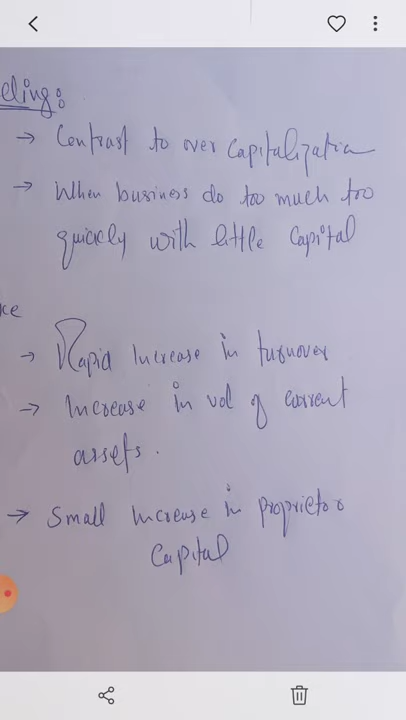 eling:
→ Contrast to over capitalization
→ When business do too much too
quickly with little capital
ke
→ Rapid increase in turnover
→ Increase in vol of current
assets.
→ Small increase in proprietor
Capital